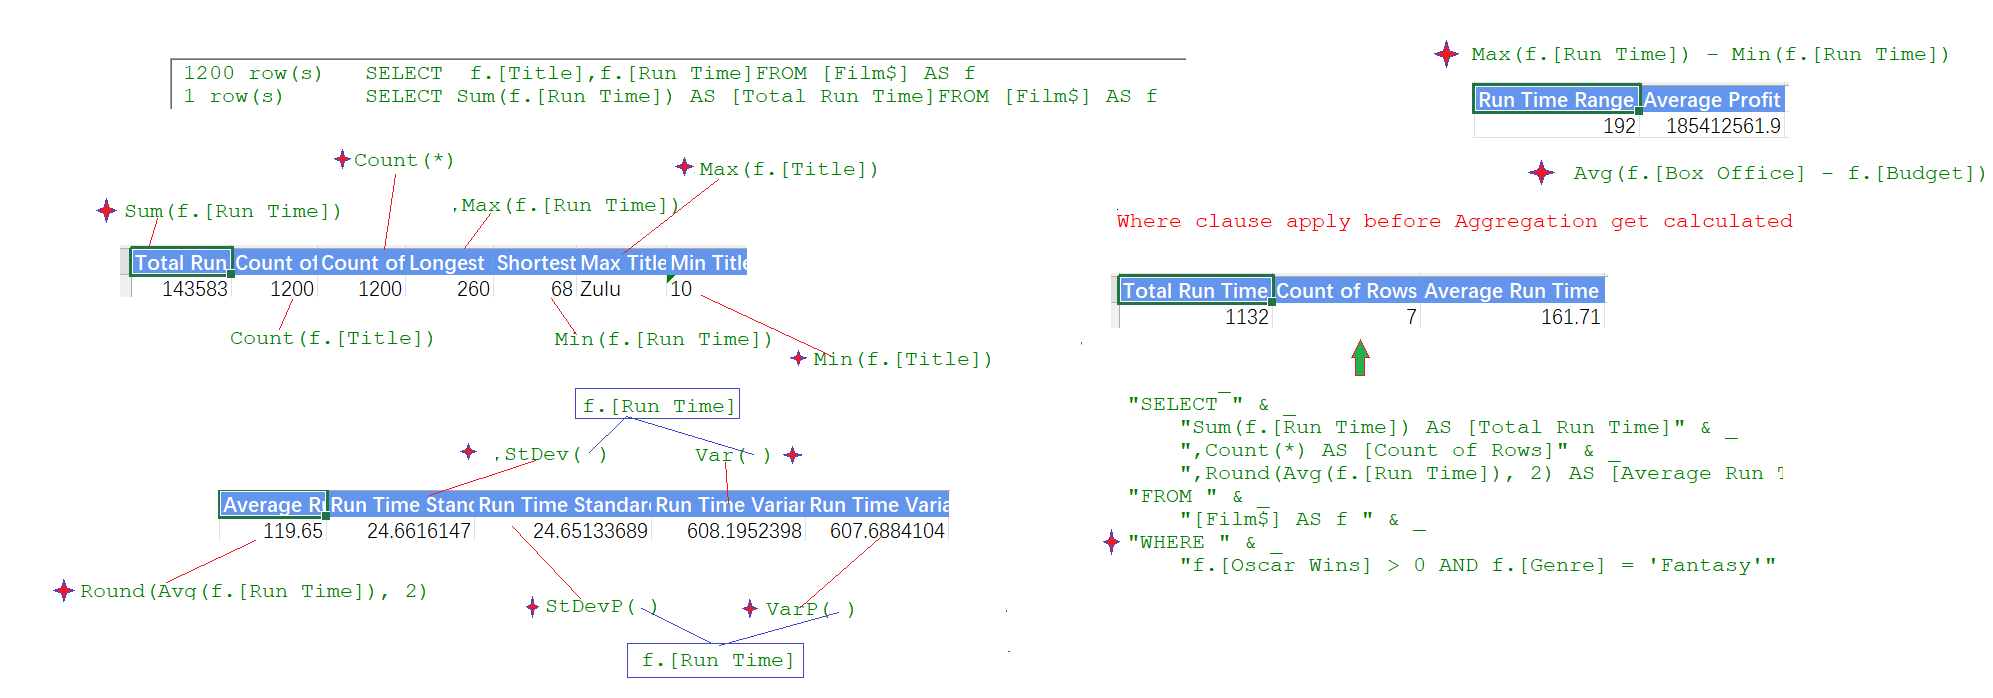 1200 row(s) SELECT f.[Title],f.[Run Time]FROM [Film$] AS f
1 row(s) SELECT Sum(f.[Run Time]) AS [Total Run Time]FROM [Film$] AS f
Count(*)
Max(f.[Title])
Sum(f.[Run Time])
,Max(f.[Run Time])
Total Run Count of Count of Longest Shortest Max Title Min Title
143583 1200 1200 260 68 Zulu 10
Count(f.[Title])
Min(f.[Run Time])
Min(f.[Title])
f.[Run Time]
,StDev( )
Var( )
Average R Run Time Stand Run Time Standar Run Time Varian Run Time Varia
119.65 24.6616147 24.65133689 608.1952398 607.6884104
Round(Avg(f.[Run Time]), 2)
StDevP( )
VarP( )
f.[Run Time]
Max(f.[Run Time]) - Min(f.[Run Time])
Run Time Range Average Profit
192 185412561.9
Avg(f.[Box Office] - f.[Budget])
Where clause apply before Aggregation get calculated
Total Run Time Count of Rows Average Run Time
1132 7 161.71
"SELECT " & _
"Sum(f.[Run Time]) AS [Total Run Time]" & _
",Count(*) AS [Count of Rows]" & _
",Round(Avg(f.[Run Time]), 2) AS [Average Run
"FROM " & _
"[Film$] AS f " & _
"WHERE " & _
"f.[Oscar Wins] > 0 AND f.[Genre] = 'Fantasy'"